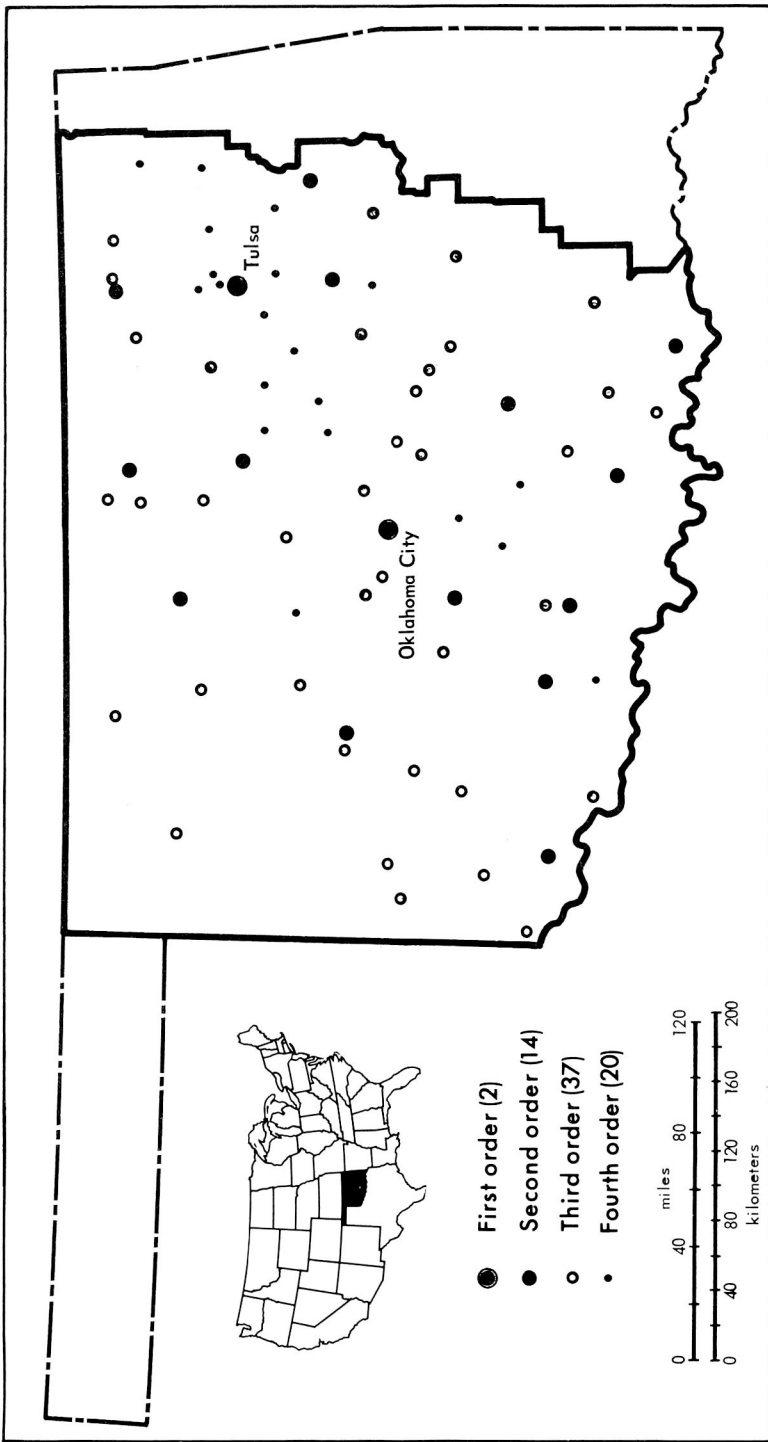 Tulsa
Oklahoma City
First order (2)
Second order (14)
Third order (37)
Fourth order (20)
miles
0 40 80 120
0 40 80 120 160 200
kilometers